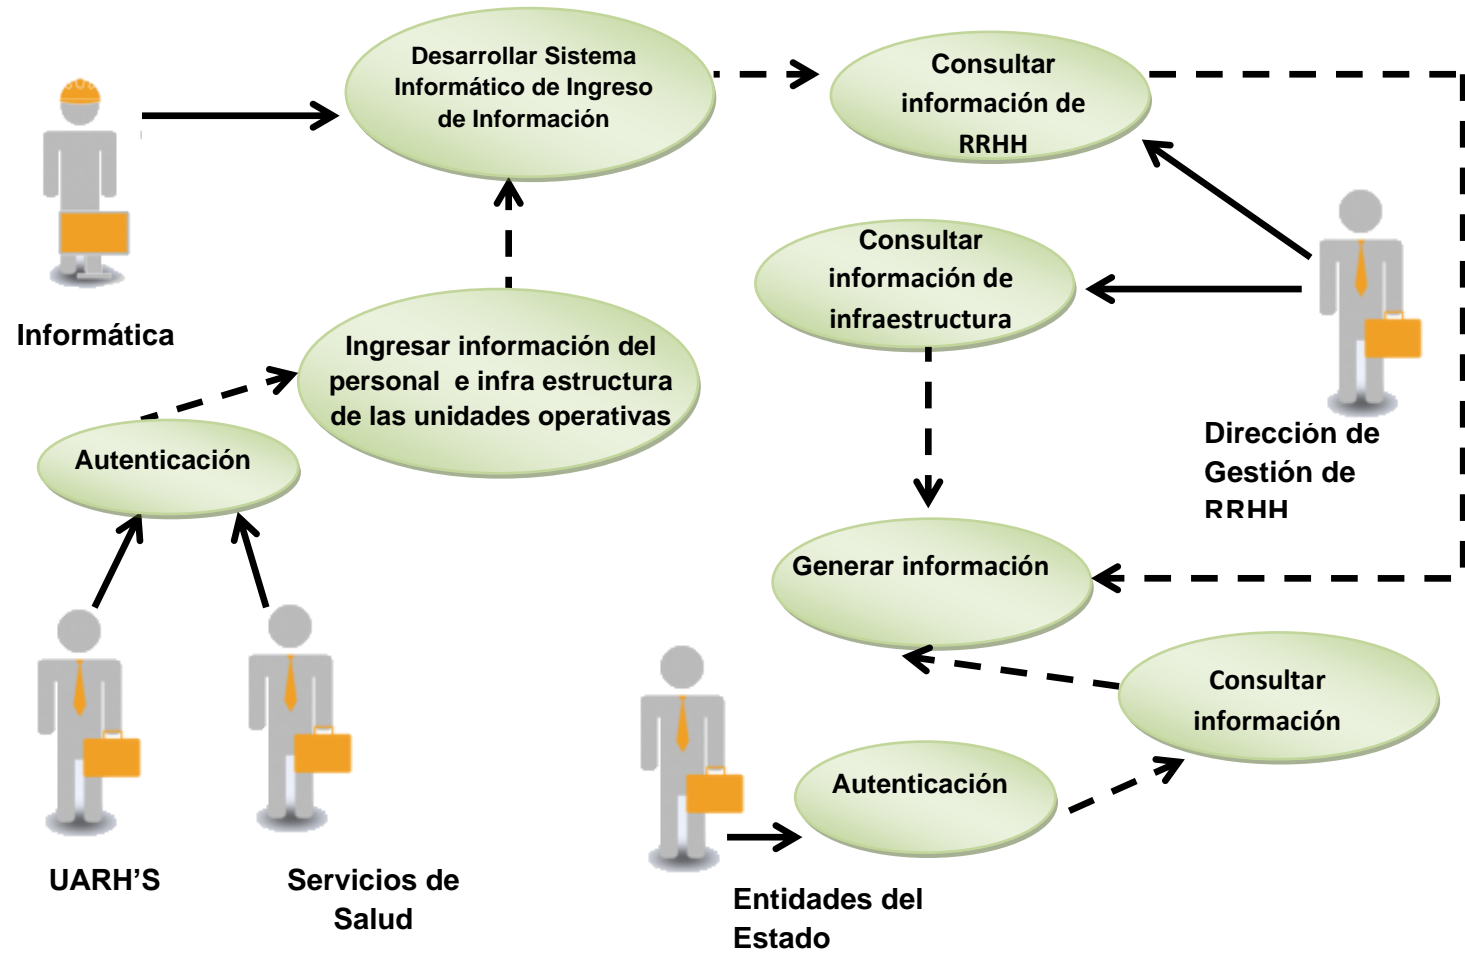 Desarrollar Sistema
Informático de Ingreso
de Información
Consultar
información de
RRHH
Informática
Consultar
información de
infraestructura
Ingresar información del
personal e infra estructura
de las unidades operativas
Dirección de
Gestión de
RRHH
Autenticación
Generar información
Consultar
información
Autenticación
UARH'S
Servicios de
Salud
Entidades del
Estado